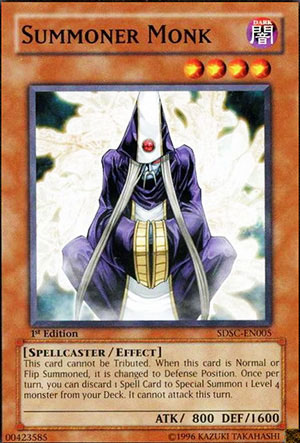 SUMMONER MONK
DARK
闇
1st Edition
SDSC-EN005
[SPELLCASTER / EFFECT]
This card cannot be Tributed. When this card is Normal or
Flip Summoned, it is changed to Defense Position. Once per
turn, you can discard 1 Spell Card to Special Summon 1 Level 4
monster from your Deck. It cannot attack this turn.
ATK/ 800 DEF/1600
00423585
©1996 KAZUKI TAKAHASHI